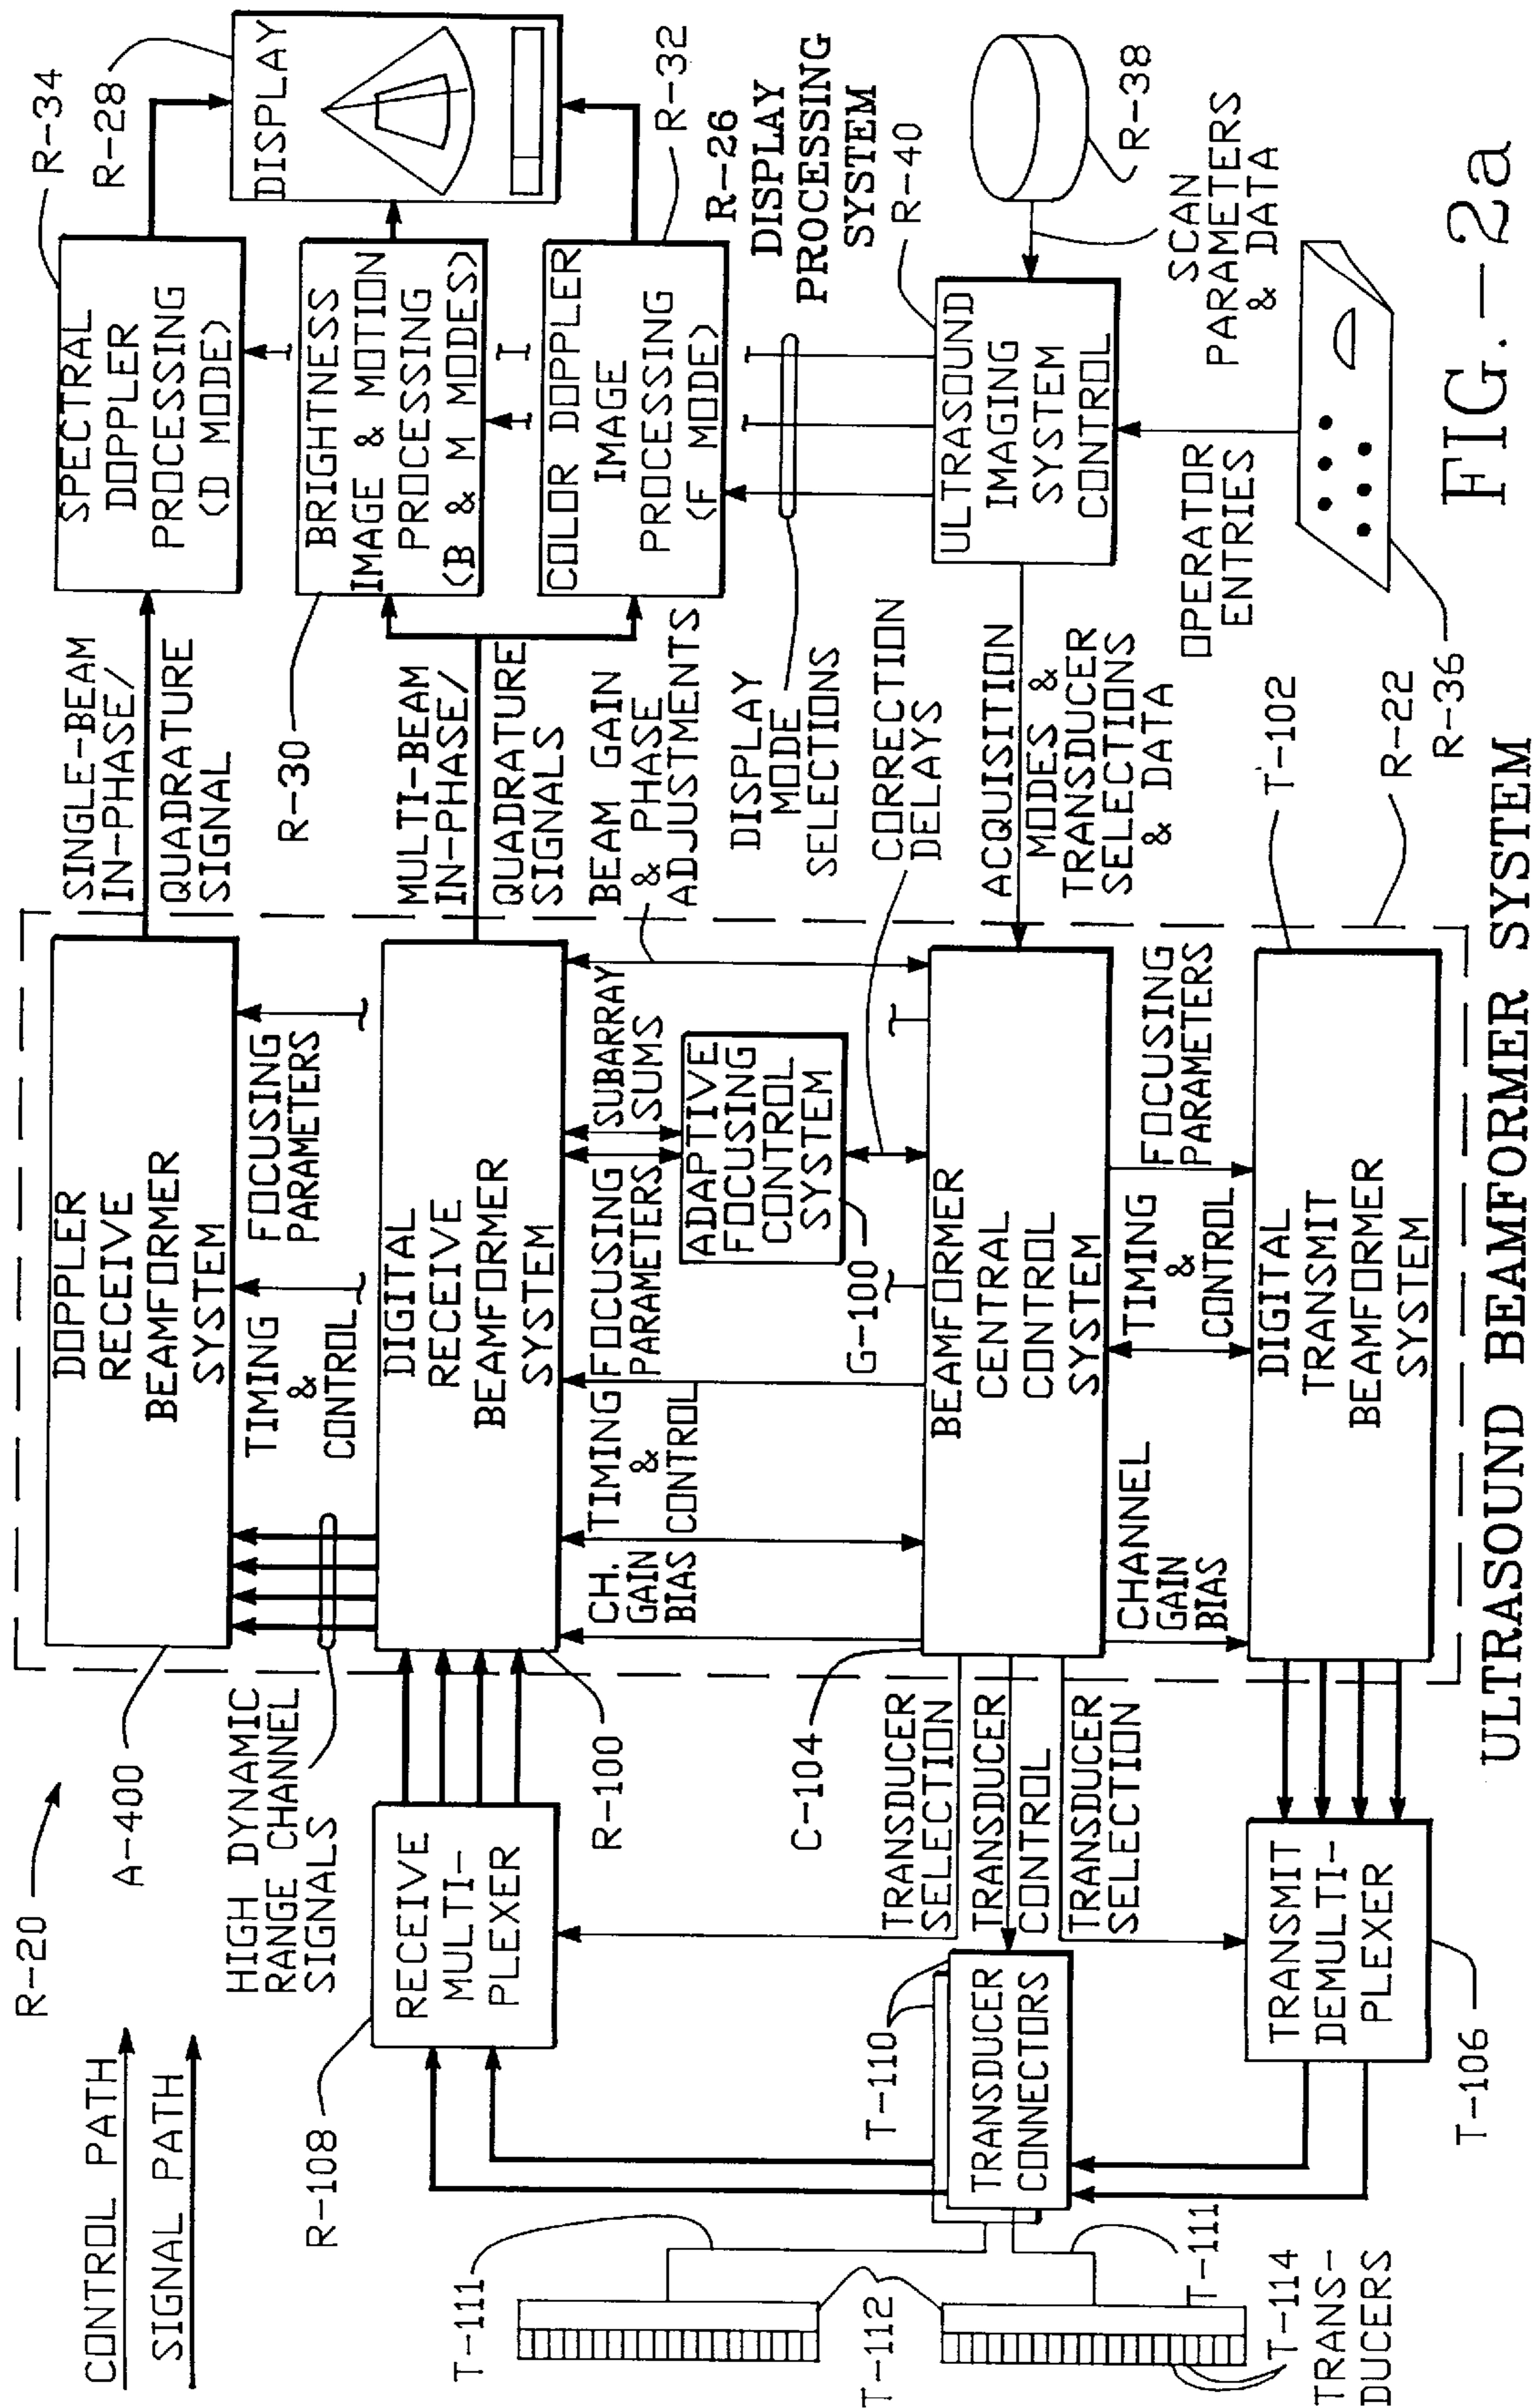 CONTROL PATH
SIGNAL PATH
R-20
A-400
HIGH DYNAMIC
RANGE CHANNEL
SIGNALS
DOPPLER
RECEIVE
BEAMFORMER
SYSTEM
SINGLE-BEAM
IN-PHASE/
QUADRATURE
SIGNAL
SPECTRAL
DOPPLER
PROCESSING
(D MODE)
R-34
R-28
DISPLAY
TIMING
&
CONTROL
FOCUSING
PARAMETERS
R-108
RECEIVE
MULTI-
PLEXER
R-100
DIGITAL
RECEIVE
BEAMFORMER
SYSTEM
R-30
MULTI-BEAM
IN-PHASE/
QUADRATURE
SIGNALS
BRIGHTNESS
IMAGE & MOTION
PROCESSING
(B & M MODES)
COLOR DOPPLER
IMAGE
PROCESSING
(F MODE)
R-32
R-26
DISPLAY
PROCESSING
SYSTEM
CH.
GAIN
BIAS
TIMING
&
CONTROL
FOCUSING
PARAMETERS
SUBARRAY
SUMS
BEAM GAIN
& PHASE
ADJUSTMENTS
ADAPTIVE
FOCUSING
CONTROL
SYSTEM
G-100
DISPLAY
MODE
SELECTIONS
CORRECTION
DELAYS
T-111
T-112
T-110
TRANSDUCER
CONNECTORS
C-104
TRANSDUCER
SELECTION
TRANSDUCER
CONTROL
TRANSDUCER
SELECTION
BEAMFORMER
CENTRAL
CONTROL
SYSTEM
ACQUISITION
MODES &
TRANSDUCER
SELECTIONS
& DATA
ULTRASOUND
IMAGING
SYSTEM
CONTROL
R-40
R-38
SCAN
PARAMETERS
& DATA
OPERATOR
ENTRIES
R-36
T-111
T-114
TRANS-
DUCERS
TRANSMIT
DEMULTI-
PLEXER
T-106
CHANNEL
GAIN
BIAS
TIMING
&
CONTROL
FOCUSING
PARAMETERS
DIGITAL
TRANSMIT
BEAMFORMER
SYSTEM
T-102
R-22
ULTRASOUND BEAMFORMER SYSTEM
FIG.-2a